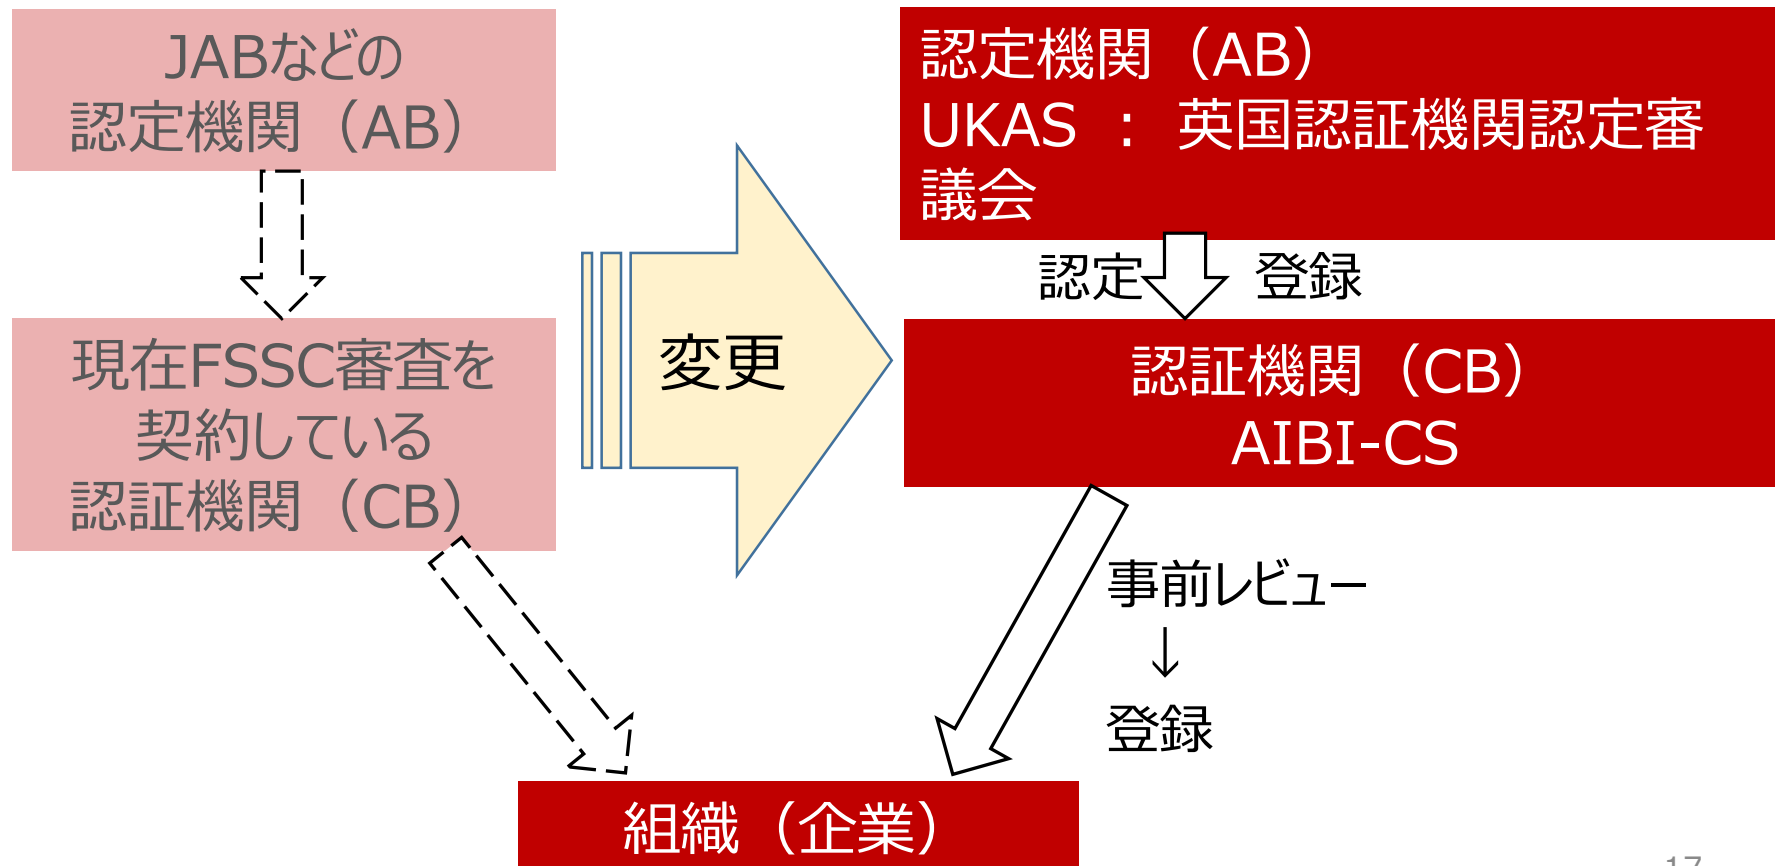 JABなどの
認定機関（AB）
現在FSSC審査を
契約している
認証機関（CB）
変更
認定機関（AB）
UKAS ： 英国認証機関認定審
議会
認定
登録
認証機関（CB）
AIBI-CS
事前レビュー
↓
登録
組織（企業）
17